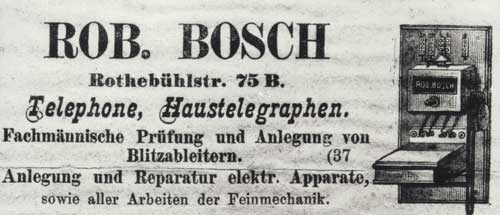 ROB. BOSCH
Rothebühlstr. 75 B.
Telephone, Haustelegraphen.
Fachmännische Prüfung und Anlegung von
Blitzableitern. (37
Anlegung und Reparatur elektr. Apparate,
sowie aller Arbeiten der Feinmechanik.
ROB. BOSCH